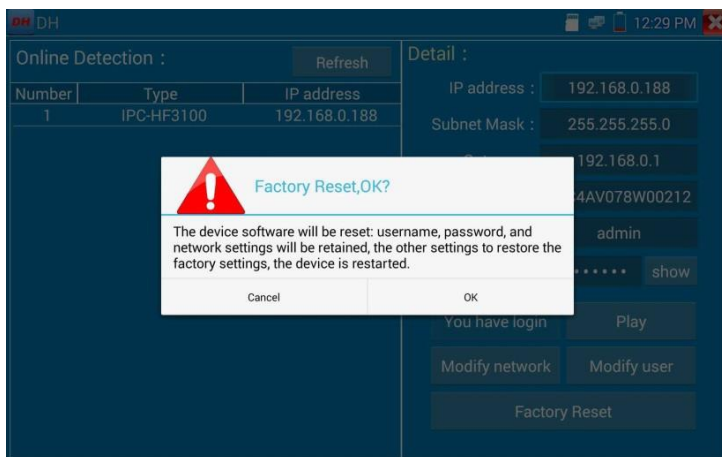 DH DH
12:29 PM
Online Detection :
Refresh
Number Type IP address
1 IPC-HF3100 192.168.0.188
Detail :
IP address : 192.168.0.188
Subnet Mask : 255.255.255.0
192.168.0.1
4AV078W00212
admin
show
You have login Play
Modify network Modify user
Factory Reset
Factory Reset,OK?
The device software will be reset: username, password, and
network settings will be retained, the other settings to restore the
factory settings, the device is restarted.
Cancel OK